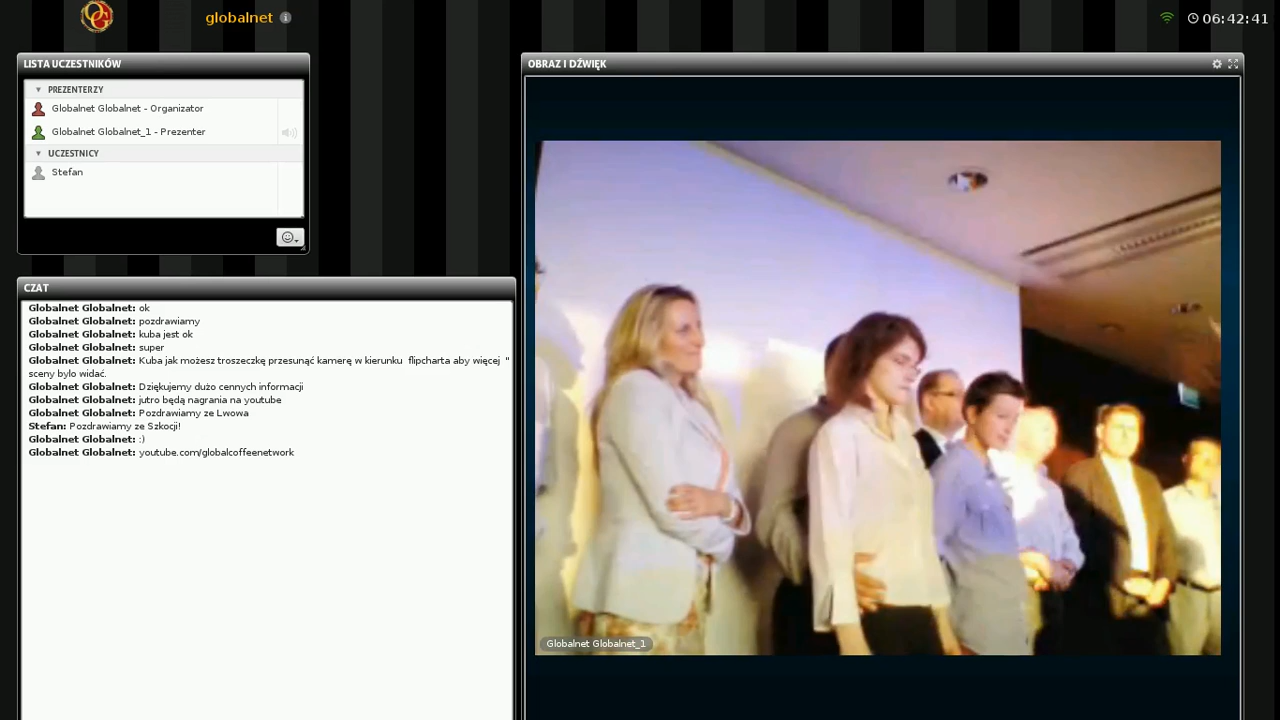 OG
globalnet
06:42:41
LISTA UCZESTNIKÓW
PREZENTERZY
Globalnet Globalnet - Organizator
Globalnet Globalnet_1 - Prezenter
UCZESTNICY
Stefan
CZAT
Globalnet Globalnet: ok
Globalnet Globalnet: pozdrawiamy
Globalnet Globalnet: kuba jest ok
Globalnet Globalnet: super
Globalnet Globalnet: Kuba jak możesz troszeczkę przesunąć kamerę w kierunku  flipcharta aby więcej  "
sceny bylo widać.
Globalnet Globalnet: Dziękujemy dużo cennych informacji
Globalnet Globalnet: jutro będą nagrania na youtube
Globalnet Globalnet: Pozdrawiamy ze Lwowa
Stefan: Pozdrawiamy ze Szkocji!
Globalnet Globalnet: :)
Globalnet Globalnet: youtube.com/globalcoffeenetwork
OBRAZ I DŹWIĘK
Globalnet Globalnet_1